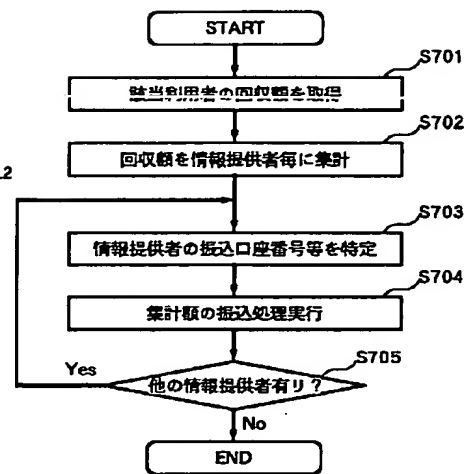 START
S701
該当利用者の回収額を取得
S702
回収額を情報提供者毎に集計
S703
情報提供者の振込口座番号等を特定
S704
集計額の振込処理実行
S705
他の情報提供者有り？
Yes
No
END